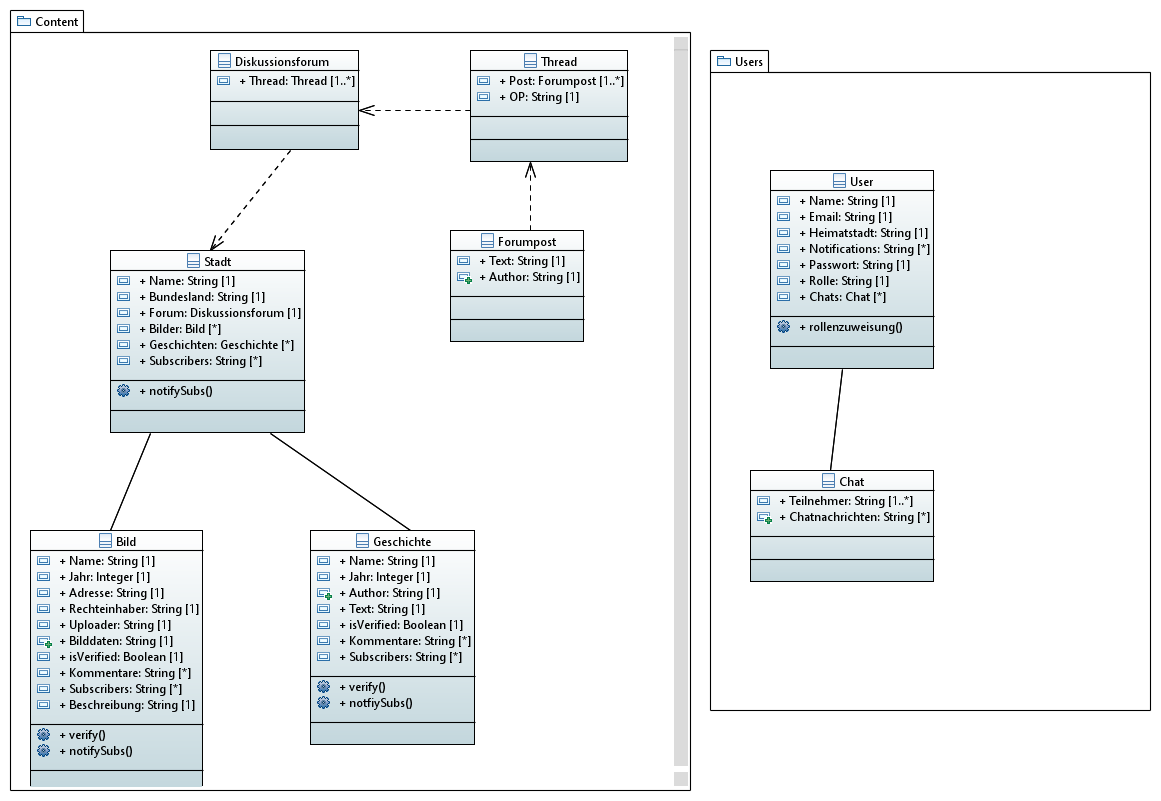 Content
Diskussionsforum
+ Thread: Thread [1..*]
Thread
+ Post: Forumpost [1..*]
+ OP: String [1]
Forumpost
+ Text: String [1]
+ Author: String [1]
Stadt
+ Name: String [1]
+ Bundesland: String [1]
+ Forum: Diskussionsforum [1]
+ Bilder: Bild [*]
+ Geschichten: Geschichte [*]
+ Subscribers: String [*]
+ notifySubs()
Bild
+ Name: String [1]
+ Jahr: Integer [1]
+ Adresse: String [1]
+ Rechteinhaber: String [1]
+ Uploader: String [1]
+ Bilddaten: String [1]
+ isVerified: Boolean [1]
+ Kommentare: String [*]
+ Subscribers: String [*]
+ Beschreibung: String [1]
+ verify()
+ notifySubs()
Geschichte
+ Name: String [1]
+ Jahr: Integer [1]
+ Author: String [1]
+ Text: String [1]
+ isVerified: Boolean [1]
+ Kommentare: String [*]
+ Subscribers: String [*]
+ verify()
+ notfiySubs()
Users
User
+ Name: String [1]
+ Email: String [1]
+ Heimatstadt: String [1]
+ Notifications: String [*]
+ Passwort: String [1]
+ Rolle: String [1]
+ Chats: Chat [*]
+ rollenzuweisung()
Chat
+ Teilnehmer: String [1..*]
+ Chatnachrichten: String [*]